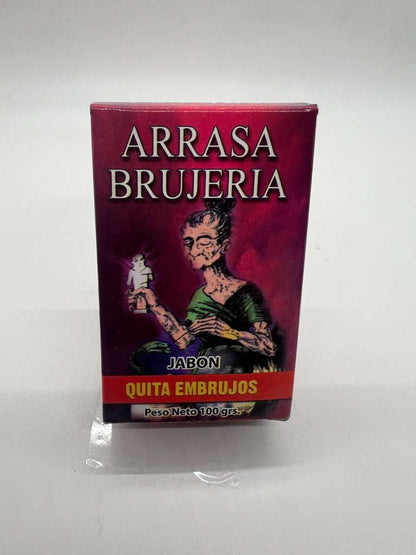 ARRASA
BRUJERIA
JABON
QUITA EMBRUJOS
Peso Neto 100 grs.